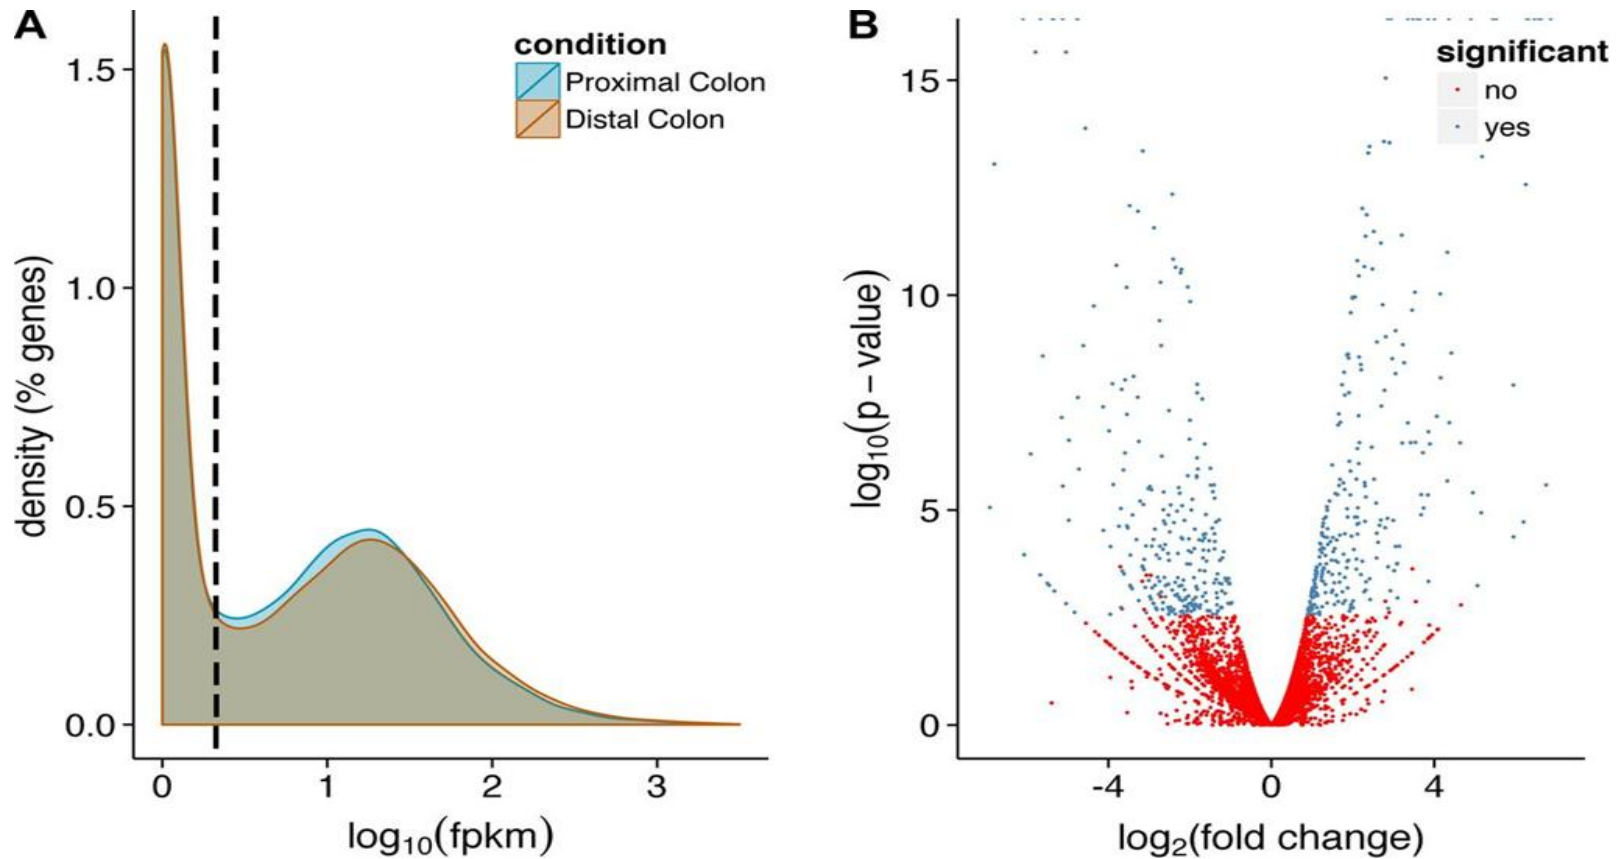 A
condition
Proximal Colon
Distal Colon
density (% genes)
1.5
1.0
0.5
0.0
0 1 2 3
log₁₀(fpkm)
B
significant
no
yes
log₁₀(p – value)
15
10
5
0
-4 0 4
log₂(fold change)